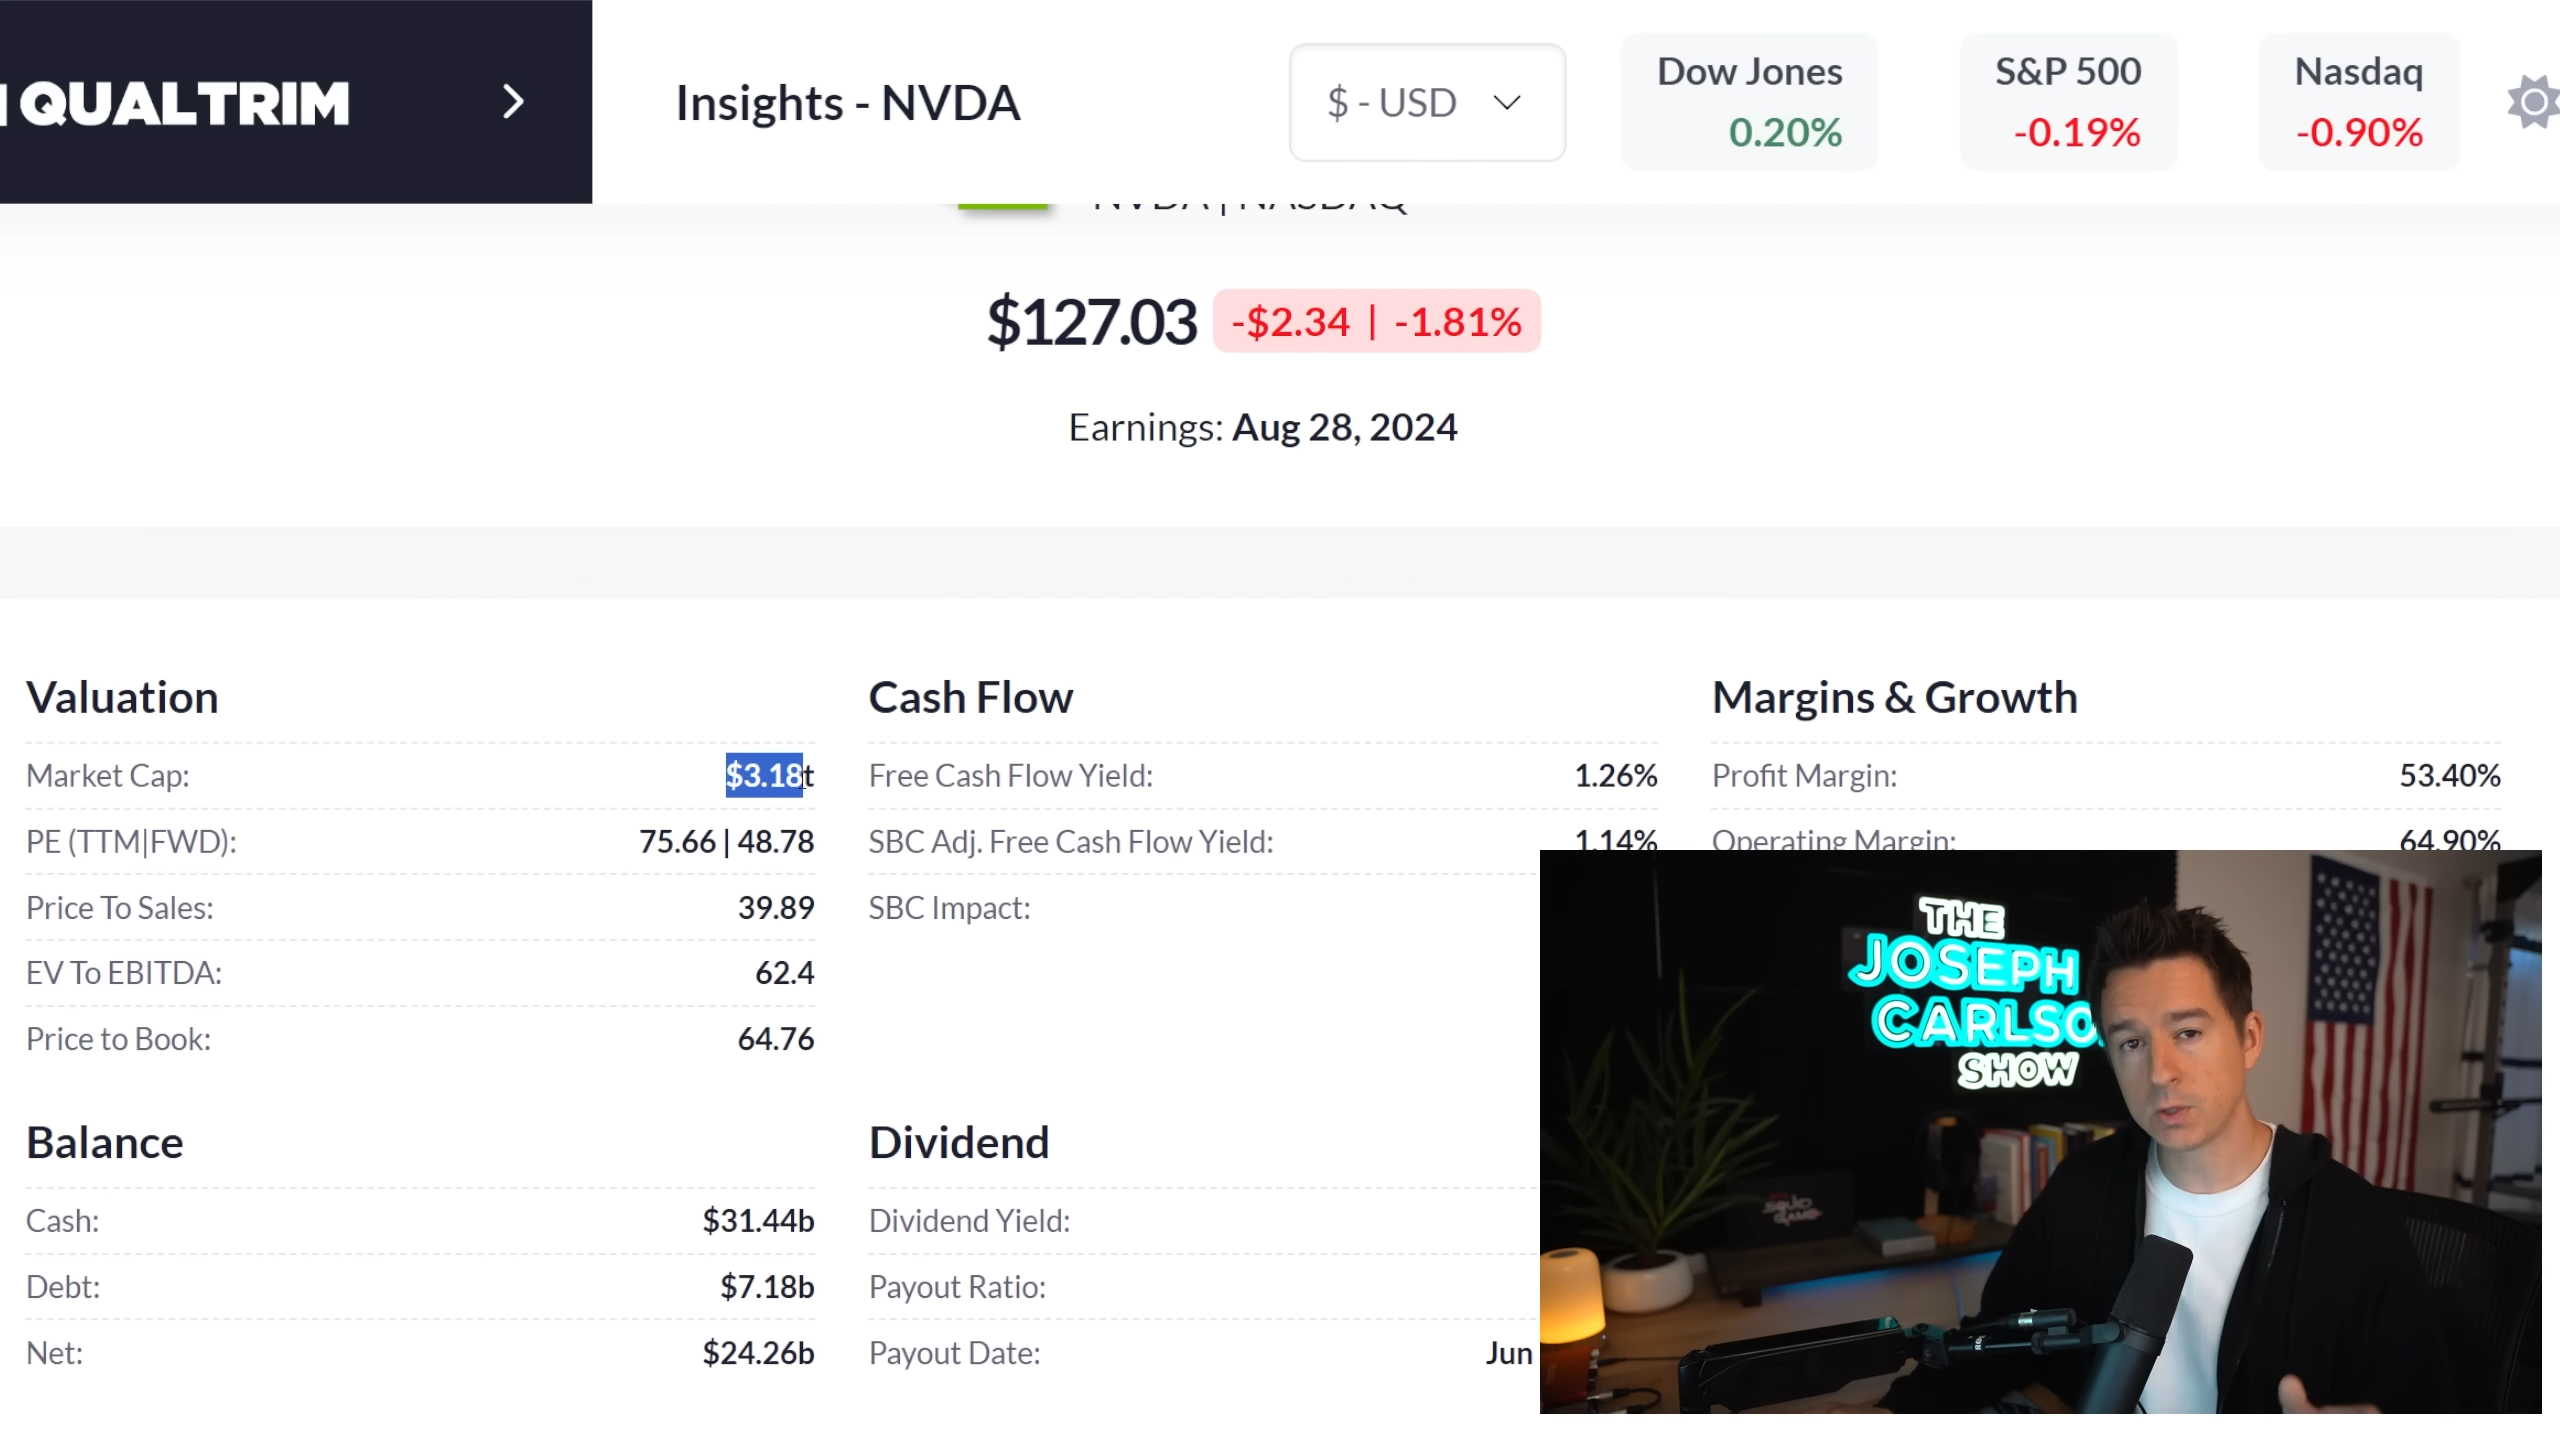 QUALTRIM
Insights - NVDA
$ - USD
Dow Jones
0.20%
S&P 500
-0.19%
Nasdaq
-0.90%
NVDA | NASDAQ
$127.03
-$2.34 | -1.81%
Earnings: Aug 28, 2024
Valuation
Market Cap: $3.18t
PE (TTM|FWD): 75.66 | 48.78
Price To Sales: 39.89
EV To EBITDA: 62.4
Price to Book: 64.76
Cash Flow
Free Cash Flow Yield: 1.26%
SBC Adj. Free Cash Flow Yield: 1.14%
SBC Impact:
Margins & Growth
Profit Margin: 53.40%
Operating Margin: 64.90%
Balance
Cash: $31.44b
Debt: $7.18b
Net: $24.26b
Dividend
Dividend Yield:
Payout Ratio:
Payout Date: Jun
THE
JOSEPH
CARLSO
SHOW